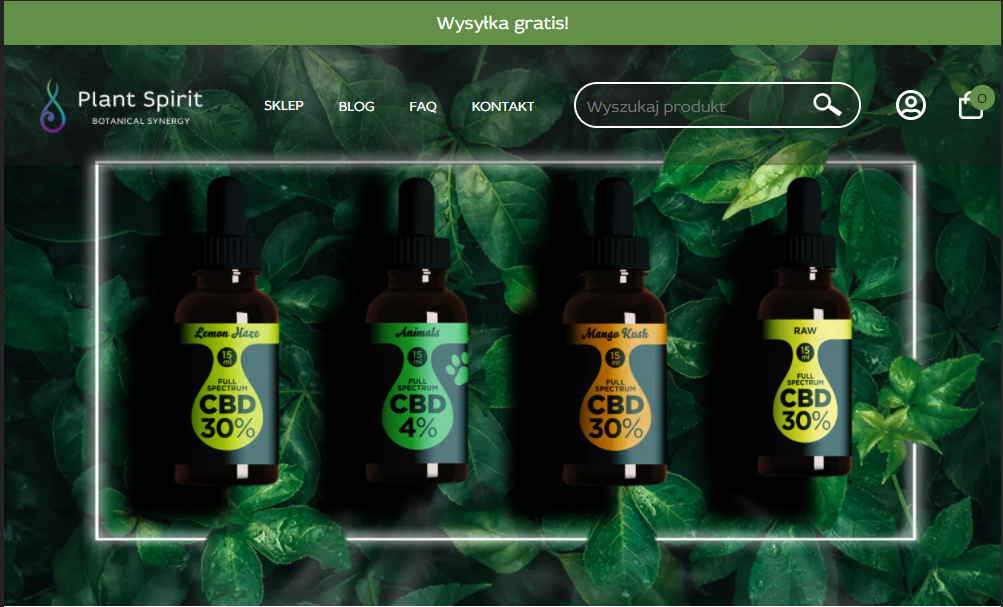 Wysyłka gratis!
Plant Spirit
BOTANICAL SYNERGY
SKLEP
BLOG
FAQ
KONTAKT
Wyszukaj produkt
0
Lemon Haze
15
ml
FULL
SPECTRUM
CBD
30%
Animals
15
ml
FULL
SPECTRUM
CBD
4%
Mango Kush
15
ml
FULL
SPECTRUM
CBD
30%
RAW
15
ml
FULL
SPECTRUM
CBD
30%